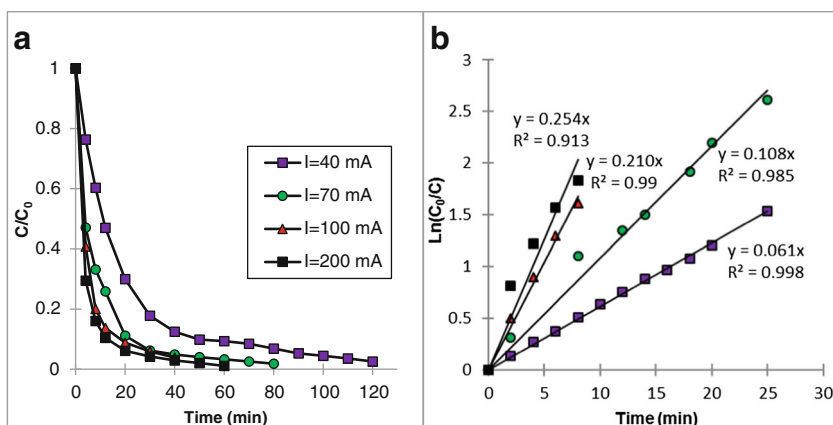 a
1
0.8
0.6
0.4
0.2
0
C/C0
0 20 40 60 80 100 120
Time (min)
I=40 mA
I=70 mA
I=100 mA
I=200 mA
b
3
2.5
2
1.5
1
0.5
0
Ln(C0/C)
0 5 10 15 20 25 30
Time (min)
y = 0.254x
R² = 0.913
y = 0.210x
R² = 0.99
y = 0.108x
R² = 0.985
y = 0.061x
R² = 0.998